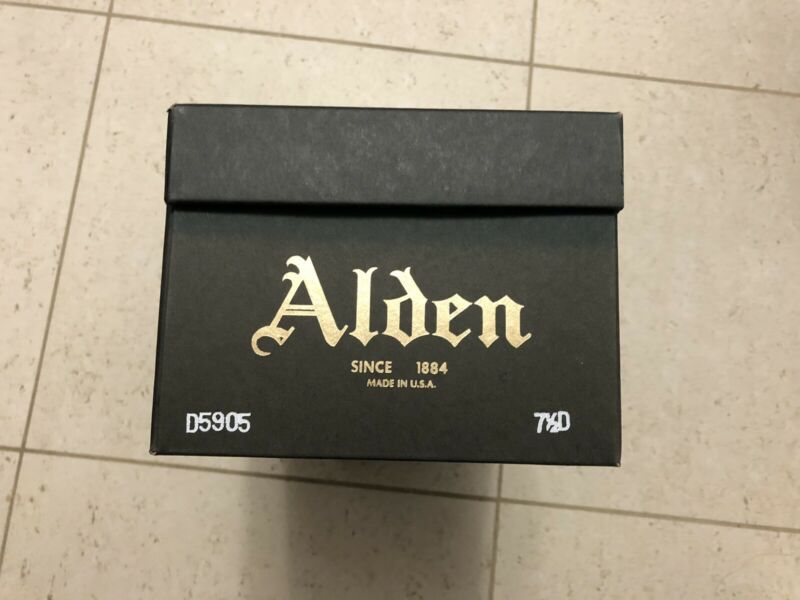 Alden
SINCE 1884
MADE IN U.S.A.
D5905 7½D